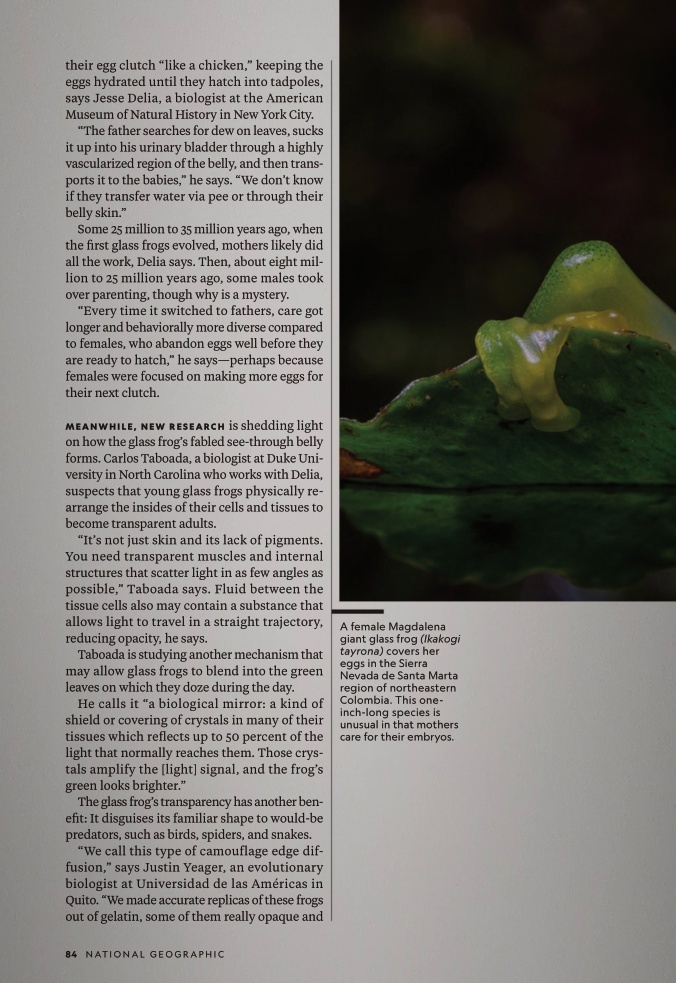 their egg clutch “like a chicken,” keeping the
eggs hydrated until they hatch into tadpoles,
says Jesse Delia, a biologist at the American
Museum of Natural History in New York City.
“The father searches for dew on leaves, sucks
it up into his urinary bladder through a highly
vascularized region of the belly, and then trans-
ports it to the babies,” he says. “We don’t know
if they transfer water via pee or through their
belly skin.”
Some 25 million to 35 million years ago, when
the first glass frogs evolved, mothers likely did
all the work, Delia says. Then, about eight mil-
lion to 25 million years ago, some males took
over parenting, though why is a mystery.
“Every time it switched to fathers, care got
longer and behaviorally more diverse compared
to females, who abandon eggs well before they
are ready to hatch,” he says—perhaps because
females were focused on making more eggs for
their next clutch.
MEANWHILE, NEW RESEARCH is shedding light
on how the glass frog’s fabled see-through belly
forms. Carlos Taboada, a biologist at Duke Uni-
versity in North Carolina who works with Delia,
suspects that young glass frogs physically re-
arrange the insides of their cells and tissues to
become transparent adults.
“It’s not just skin and its lack of pigments.
You need transparent muscles and internal
structures that scatter light in as few angles as
possible,” Taboada says. Fluid between the
tissue cells also may contain a substance that
allows light to travel in a straight trajectory,
reducing opacity, he says.
Taboada is studying another mechanism that
may allow glass frogs to blend into the green
leaves on which they doze during the day.
He calls it “a biological mirror: a kind of
shield or covering of crystals in many of their
tissues which reflects up to 50 percent of the
light that normally reaches them. Those crys-
tals amplify the [light] signal, and the frog’s
green looks brighter.”
The glass frog’s transparency has another ben-
efit: It disguises its familiar shape to would-be
predators, such as birds, spiders, and snakes.
“We call this type of camouflage edge dif-
fusion,” says Justin Yeager, an evolutionary
biologist at Universidad de las Américas in
Quito. “We made accurate replicas of these frogs
out of gelatin, some of them really opaque and
A female Magdalena
giant glass frog (Ikakogi
tayrona) covers her
eggs in the Sierra
Nevada de Santa Marta
region of northeastern
Colombia. This one-
inch-long species is
unusual in that mothers
care for their embryos.
84 NATIONAL GEOGRAPHIC